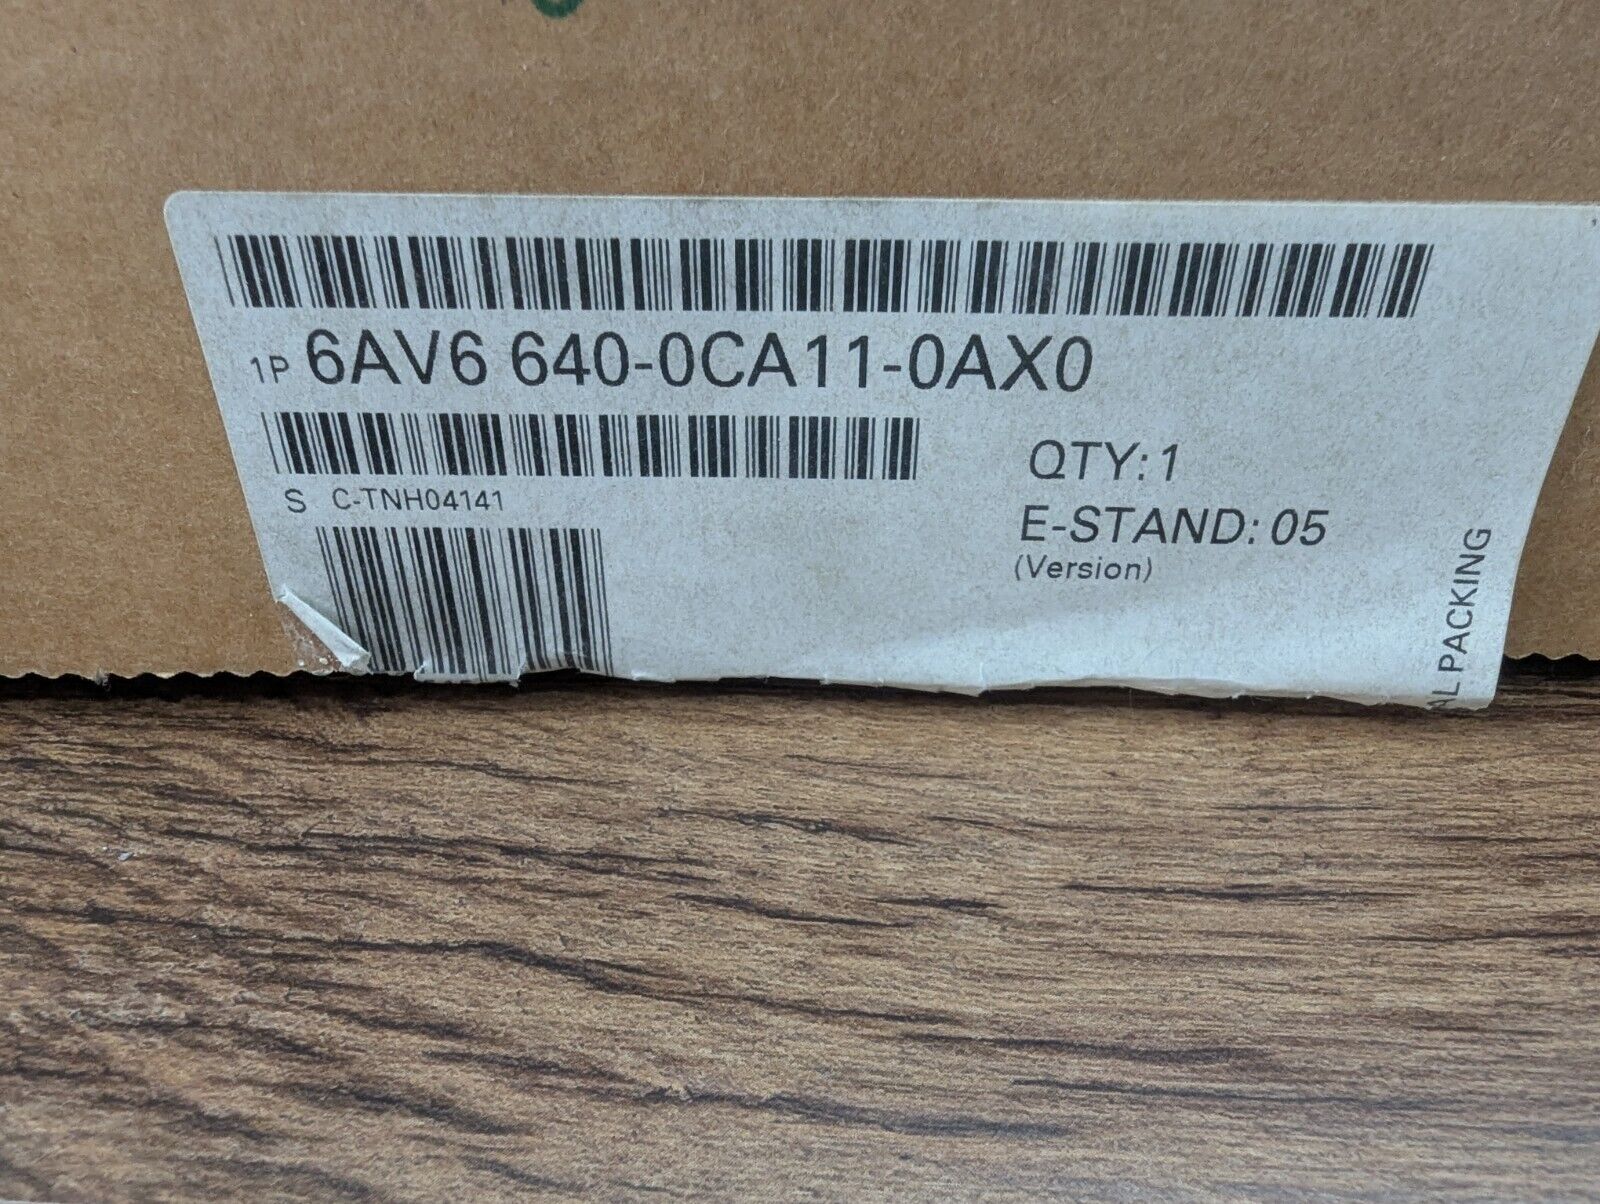 1P 6AV6 640-0CA11-0AX0
S C-TNH04141
QTY: 1
E-STAND: 05
(Version)
AL PACKING